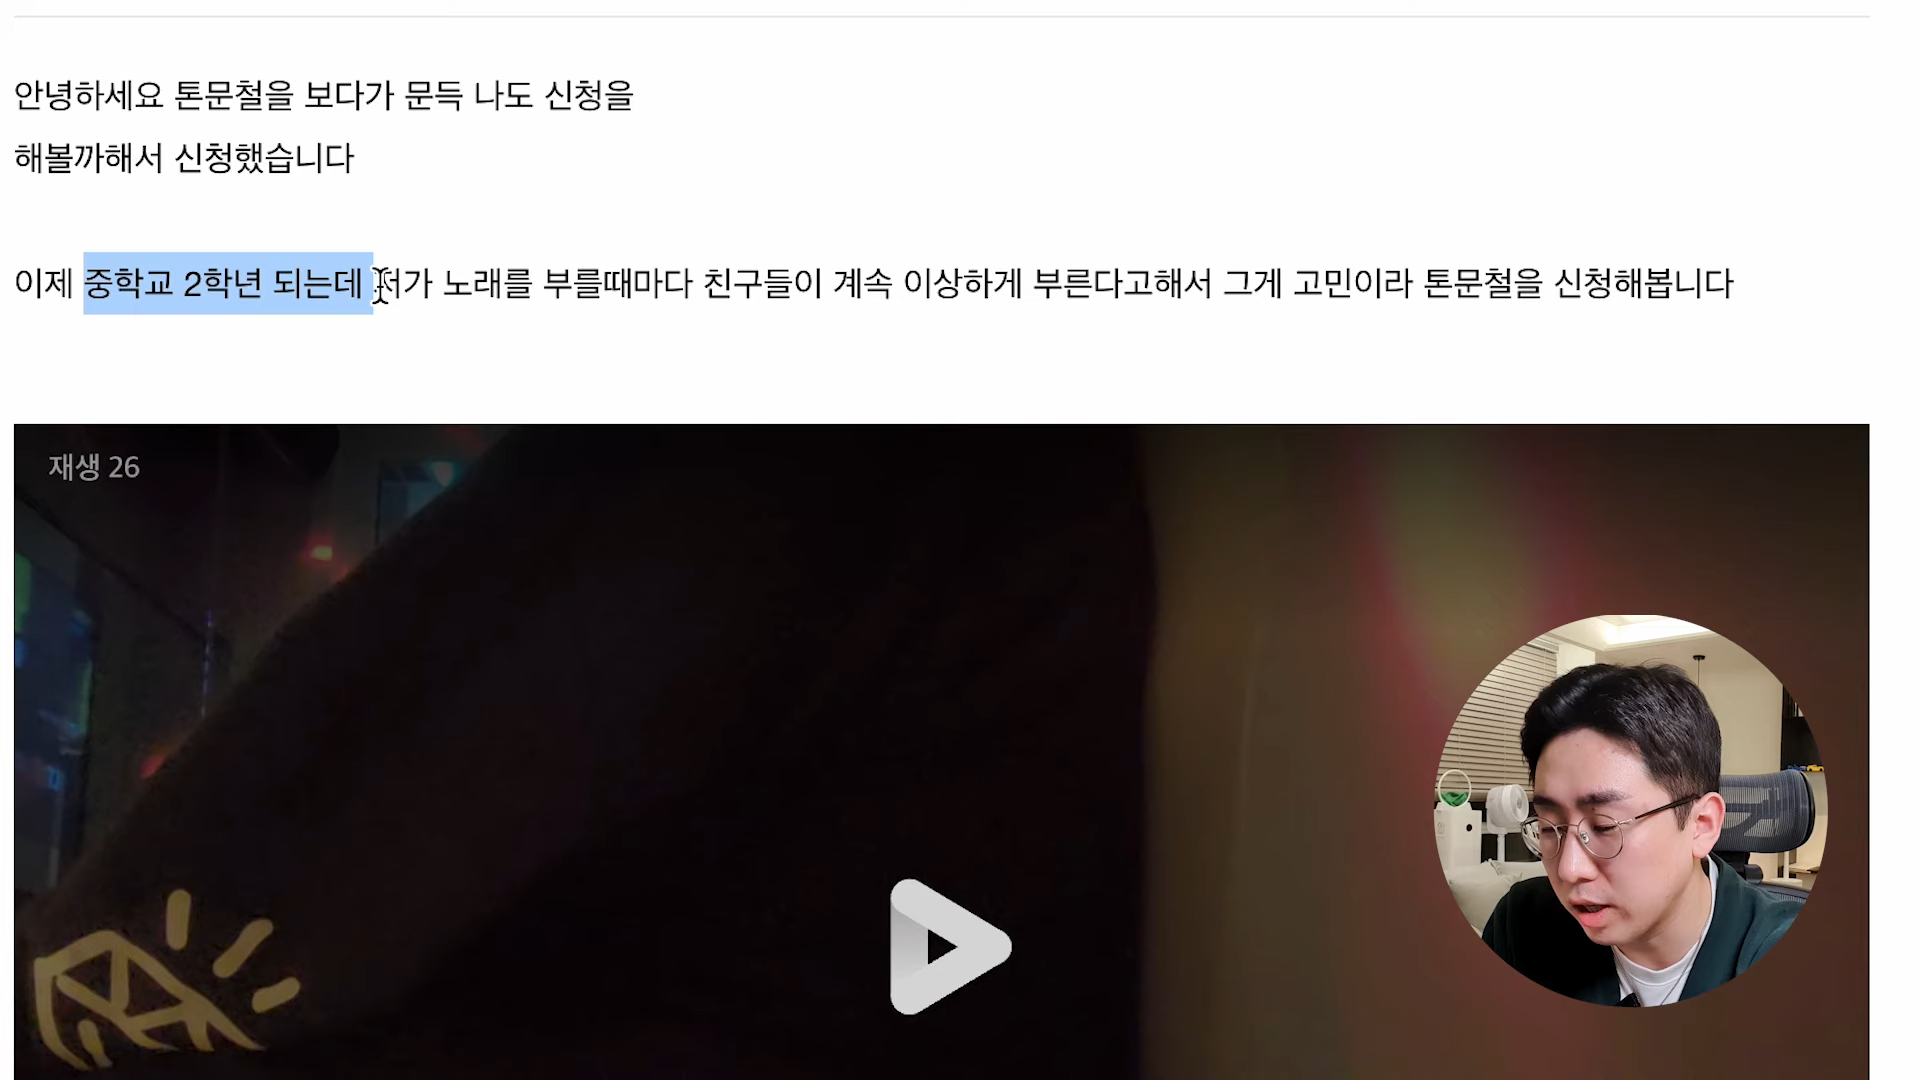 안녕하세요 톤문철을 보다가 문득 나도 신청을
해볼까해서 신청했습니다
이제 중학교 2학년 되는데 저가 노래를 부를때마다 친구들이 계속 이상하게 부른다고해서 그게 고민이라 톤문철을 신청해봅니다
재생 26